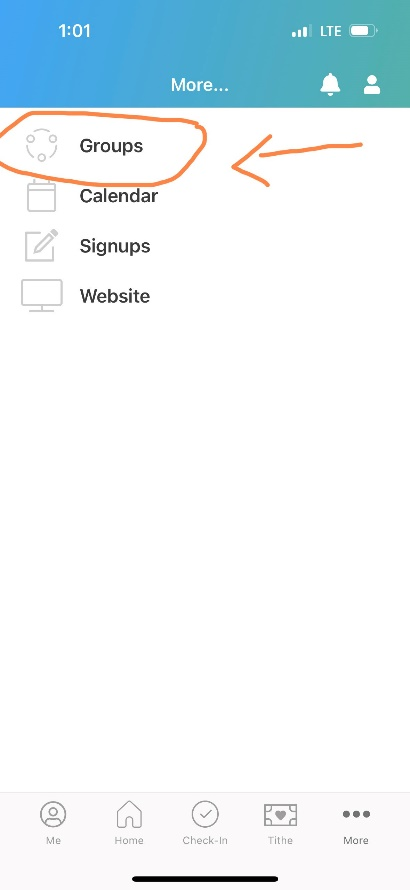 1:01 LTE
More...
Groups
Calendar
Signups
Website
Me Home Check-In Tithe More